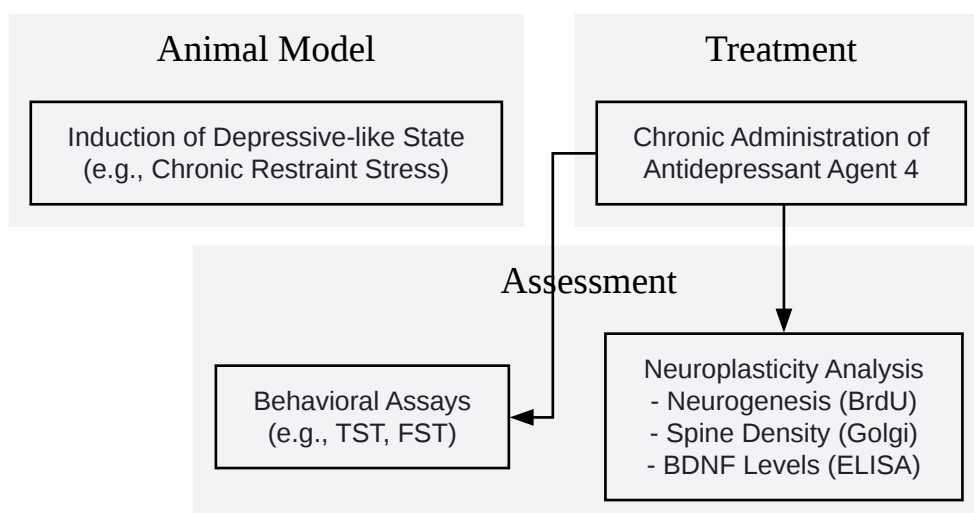 Animal Model
Induction of Depressive-like State
(e.g., Chronic Restraint Stress)
Treatment
Chronic Administration of
Antidepressant Agent 4
Assessment
Behavioral Assays
(e.g., TST, FST)
Neuroplasticity Analysis
- Neurogenesis (BrdU)
- Spine Density (Golgi)
- BDNF Levels (ELISA)